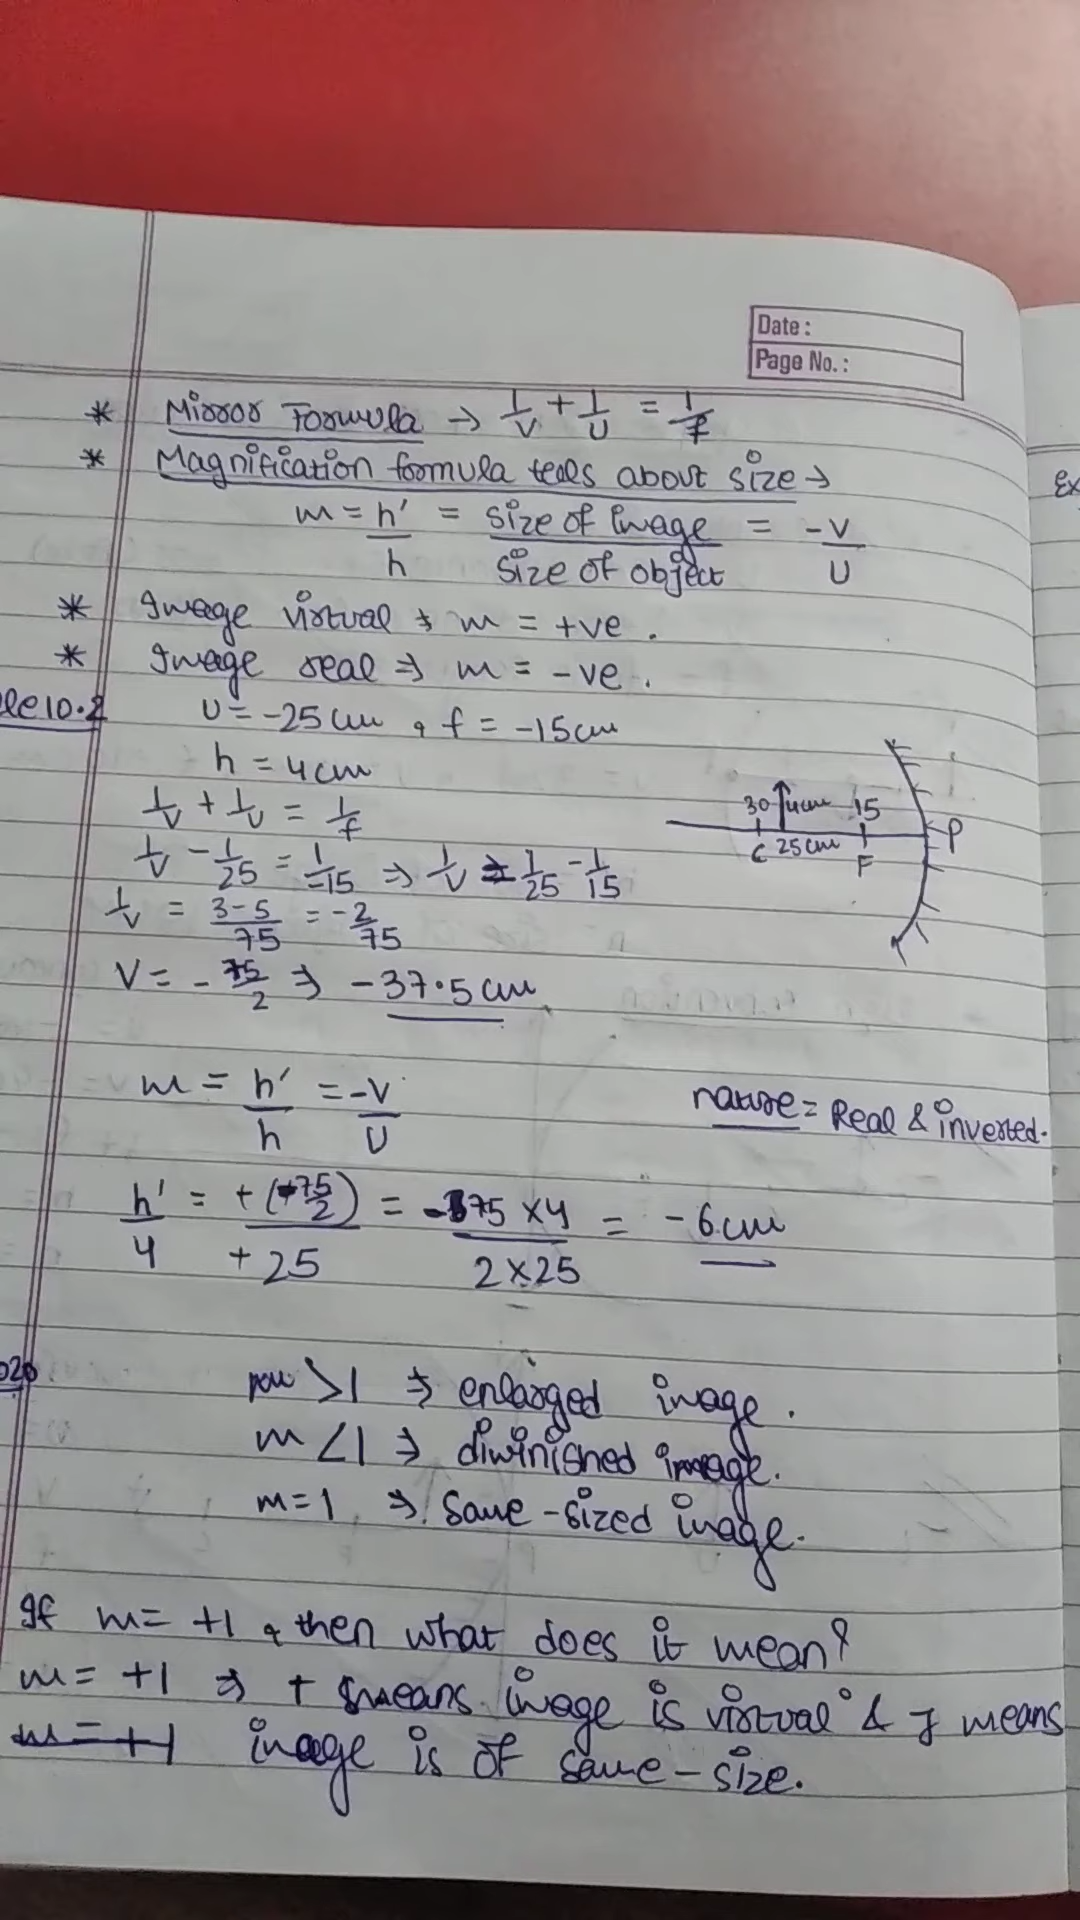 Date :
Page No. :
* Mirror Formula → 1/v + 1/u = 1/f
* Magnification formula tells about size →
m = h'/h = size of image/size of object = -v/u
* Image virtual ⇒ m = +ve .
* Image real ⇒ m = -ve .
le 10.2 u = -25 cm , f = -15 cm
h = 4 cm
1/v + 1/u = 1/f
1/v - 1/25 = 1/-15 ⇒ 1/v = 1/25 - 1/15
1/v = 3-5/75 = -2/75
v = -75/2 ⇒ -37.5 cm
30 4cm 15
C 25 cm F P
m = h'/h = -v/u
nature = Real & inverted.
h'/4 = +(+75/2)/+25 = -75 x 4/2 x 25 = -6 cm
020
m > 1 ⇒ enlarged image .
m < 1 ⇒ diminished image.
m = 1 ⇒ Same - sized image.
If m = +1 , then what does it mean?
m = +1 ⇒ + means image is virtual & 1 means
m = +1 image is of same - size.
Ex